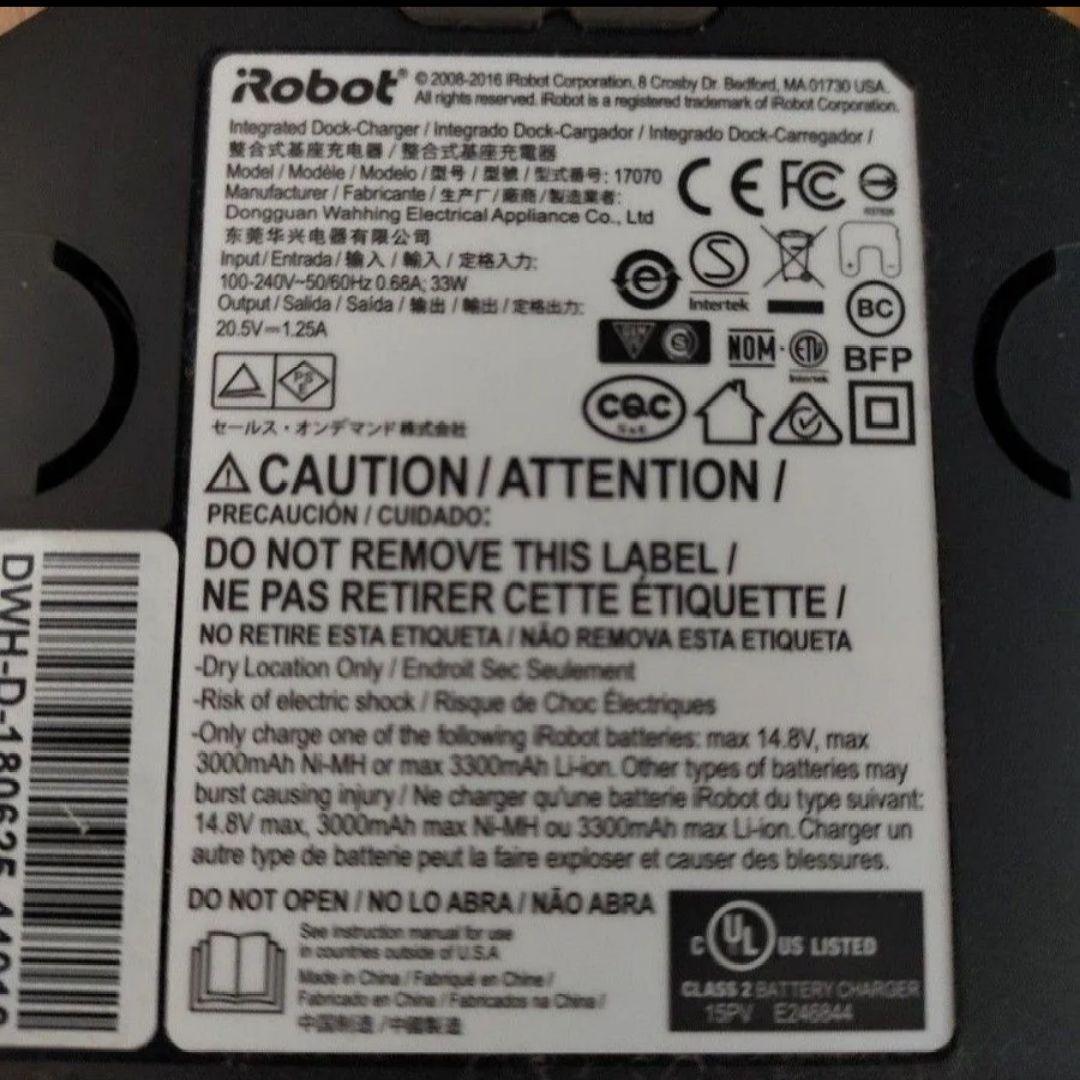 iRobot® © 2008-2016 iRobot Corporation, 8 Crosby Dr. Bedford, MA 01730 USA.
All rights reserved. iRobot is a registered trademark of iRobot Corporation.
Integrated Dock-Charger / Integrado Dock-Cargador / Integrado Dock-Carregador /
整合式基座充电器 / 整合式基座充電器
Model / Modèle / Modelo / 型号 / 型號 / 型式番号: 17070
Manufacturer / Fabricante / 生产厂 / 廠商 / 製造業者:
Dongguan Wahhing Electrical Appliance Co., Ltd
东莞华兴电器有限公司
Input / Entrada / 输入 / 輸入 / 定格入力:
100-240V~50/60Hz 0.68A; 33W
Output / Salida / Saída / 输出 / 輸出 / 定格出力:
20.5V⎓1.25A
CE FC
e S
Intertek
BC
NOM ETL
Intertek
BFP
PSE
CQC
セールス・オンデマンド株式会社
⚠ CAUTION / ATTENTION /
PRECAUCIÓN / CUIDADO:
DO NOT REMOVE THIS LABEL /
NE PAS RETIRER CETTE ÉTIQUETTE /
NO RETIRE ESTA ETIQUETA / NÃO REMOVA ESTA ETIQUETA
-Dry Location Only / Endroit Sec Seulement
-Risk of electric shock / Risque de Choc Électriques
-Only charge one of the following iRobot batteries: max 14.8V, max
3000mAh Ni-MH or max 3300mAh Li-ion. Other types of batteries may
burst causing injury / Ne charger qu'une batterie iRobot du type suivant:
14.8V max, 3000mAh max Ni-MH ou 3300mAh max Li-ion. Charger un
autre type de batterie peut la faire exploser et causer des blessures.
DO NOT OPEN / NO LO ABRA / NÃO ABRA
See instruction manual for use
in countries outside of U.S.A
Made in China / Fabriqué en Chine /
Fabricado en China / Fabricados na China /
中国制造 / 中國製造
C UL US LISTED
CLASS 2 BATTERY CHARGER
15PV E246844
DWH-D-180625